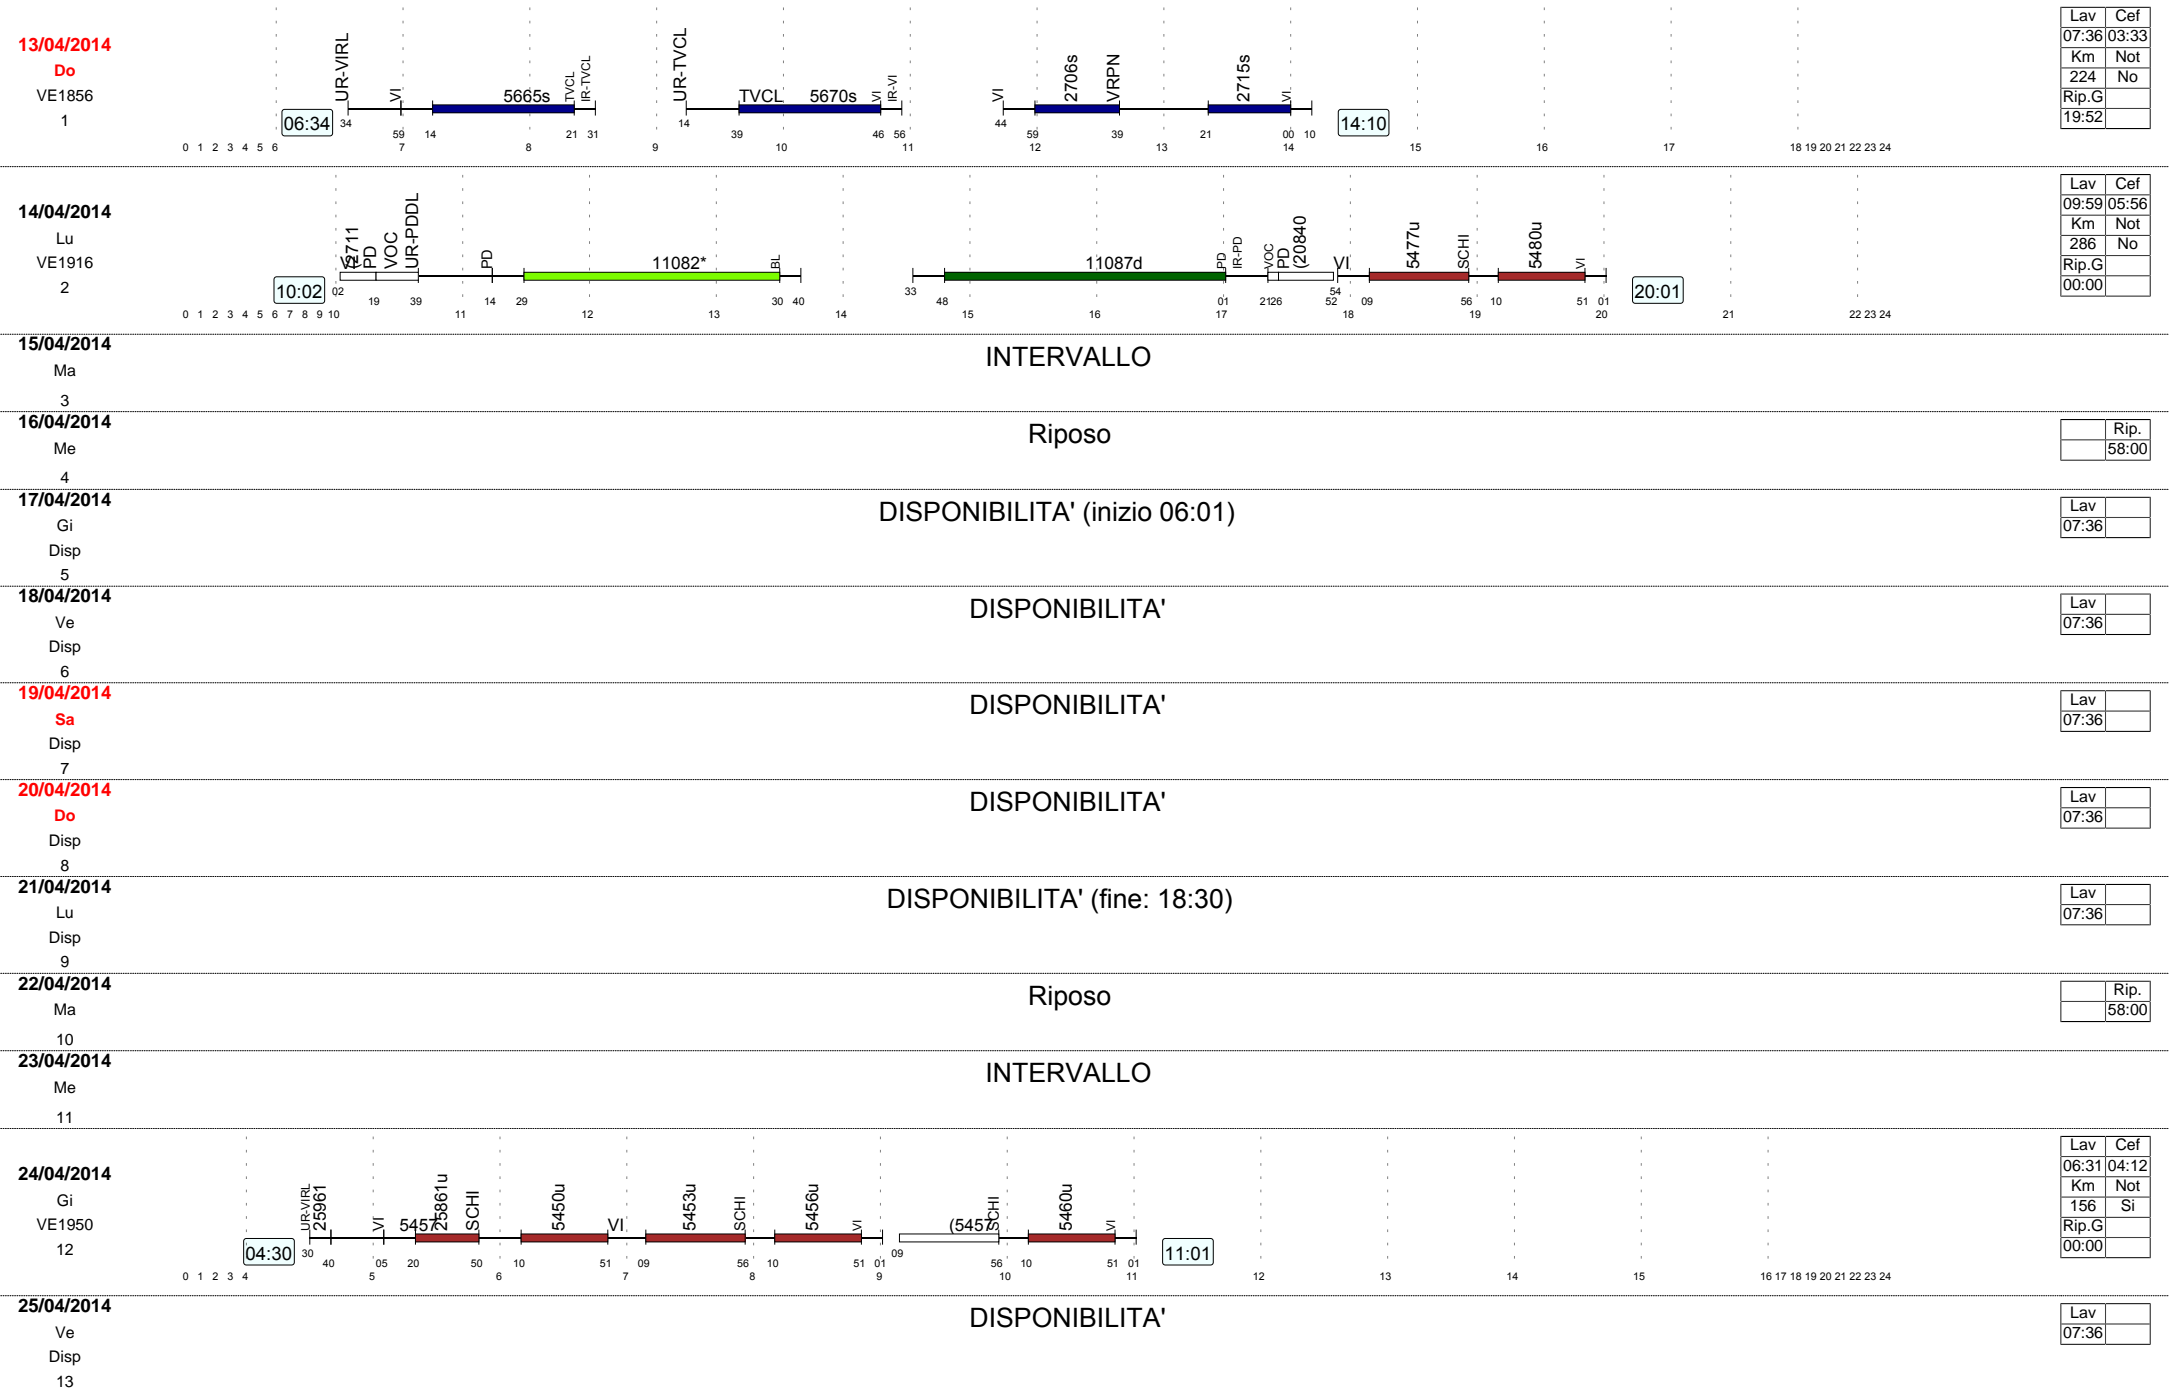 13/04/2014
Do
VE1856
1
06:34
UR-VIRL VI 5665s TVCL IR-TVCL UR-TVCL TVCL 5670s VI IR-VI VI 2706s VRPN 2715s VI
14:10
34 59 14 21 31 14 39 46 56 44 59 39 21 00 10
0 1 2 3 4 5 6 7 8 9 10 11 12 13 14 15 16 17 18 19 20 21 22 23 24
Lav Cef
07:36 03:33
Km Not
224 No
Rip.G
19:52
14/04/2014
Lu
VE1916
2
10:02
VI 2711 PD VOC UR-PDDL PD 11082* BL 11087d PD IR-PD VOC PD (20840 VI 5477u SCHI 5480u VI
20:01
02 19 39 14 29 30 40 33 48 01 21 26 52 54 09 56 10 51 01
0 1 2 3 4 5 6 7 8 9 10 11 12 13 14 15 16 17 18 19 20 21 22 23 24
Lav Cef
09:59 05:56
Km Not
286 No
Rip.G
00:00
15/04/2014
Ma
3
INTERVALLO
16/04/2014
Me
4
Riposo
Rip.
58:00
17/04/2014
Gi
Disp
5
DISPONIBILITA' (inizio 06:01)
Lav
07:36
18/04/2014
Ve
Disp
6
DISPONIBILITA'
Lav
07:36
19/04/2014
Sa
Disp
7
DISPONIBILITA'
Lav
07:36
20/04/2014
Do
Disp
8
DISPONIBILITA'
Lav
07:36
21/04/2014
Lu
Disp
9
DISPONIBILITA' (fine: 18:30)
Lav
07:36
22/04/2014
Ma
10
Riposo
Rip.
58:00
23/04/2014
Me
11
INTERVALLO
24/04/2014
Gi
VE1950
12
04:30
UR-VIRL 25961 VI 5457 25861u SCHI 5450u VI 5453u SCHI 5456u VI (5457 SCHI 5460u VI
11:01
30 40 05 20 50 10 51 09 56 10 51 01 09 56 10 51 01
0 1 2 3 4 5 6 7 8 9 10 11 12 13 14 15 16 17 18 19 20 21 22 23 24
Lav Cef
06:31 04:12
Km Not
156 Si
Rip.G
00:00
25/04/2014
Ve
Disp
13
DISPONIBILITA'
Lav
07:36